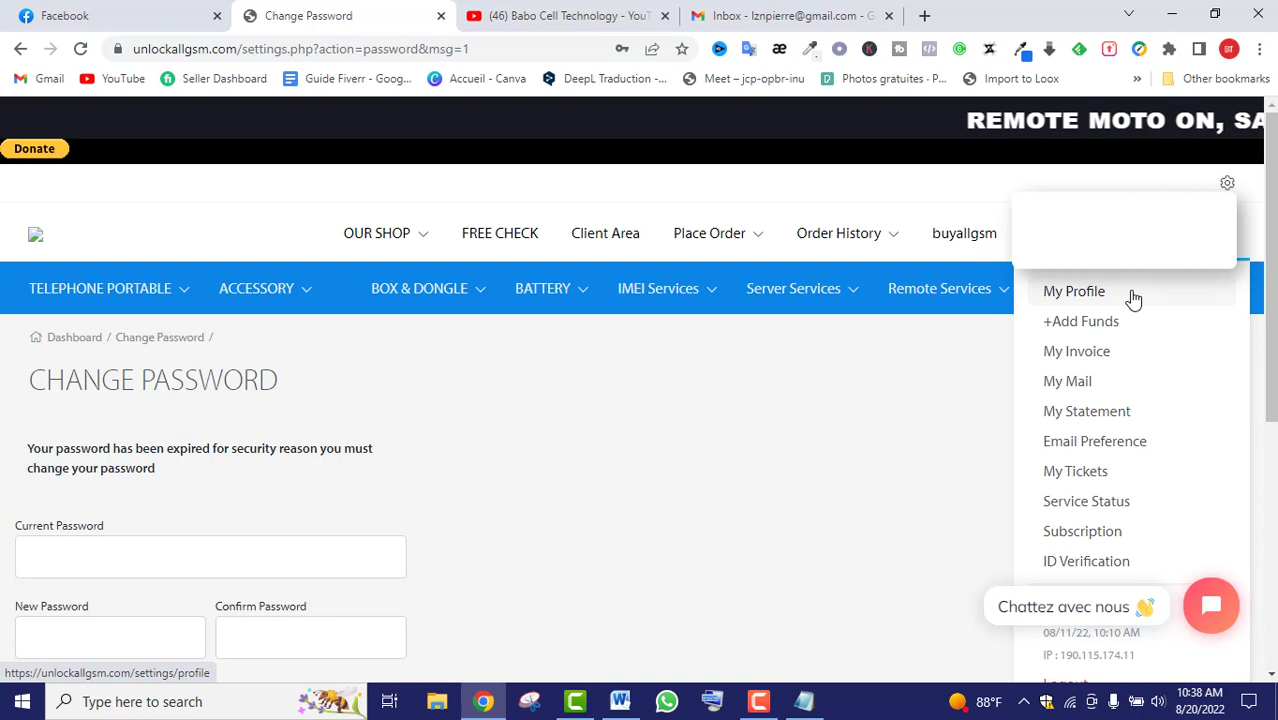 Facebook
Change Password
(46) Babo Cell Technology - YouT
Inbox - lznpierre@gmail.com - G
unlockallgsm.com/settings.php?action=password&msg=1
BT
Gmail
YouTube
Seller Dashboard
Guide Fiverr - Goog...
Accueil - Canva
DeepL Traduction -...
Meet – jcp-opbr-inu
Photos gratuites · P...
Import to Loox
»
Other bookmarks
REMOTE MOTO ON, SA
Donate
OUR SHOP
FREE CHECK
Client Area
Place Order
Order History
buyallgsm
TELEPHONE PORTABLE
ACCESSORY
BOX & DONGLE
BATTERY
IMEI Services
Server Services
Remote Services
My Profile
+Add Funds
My Invoice
My Mail
My Statement
Email Preference
My Tickets
Service Status
Subscription
ID Verification
Dashboard / Change Password /
CHANGE PASSWORD
Your password has been expired for security reason you must
change your password
Current Password
New Password
Confirm Password
Chattez avec nous 👋
08/11/22, 10:10 AM
IP : 190.115.174.11
https://unlockallgsm.com/settings/profile
Type here to search
88°F
10:38 AM
8/20/2022